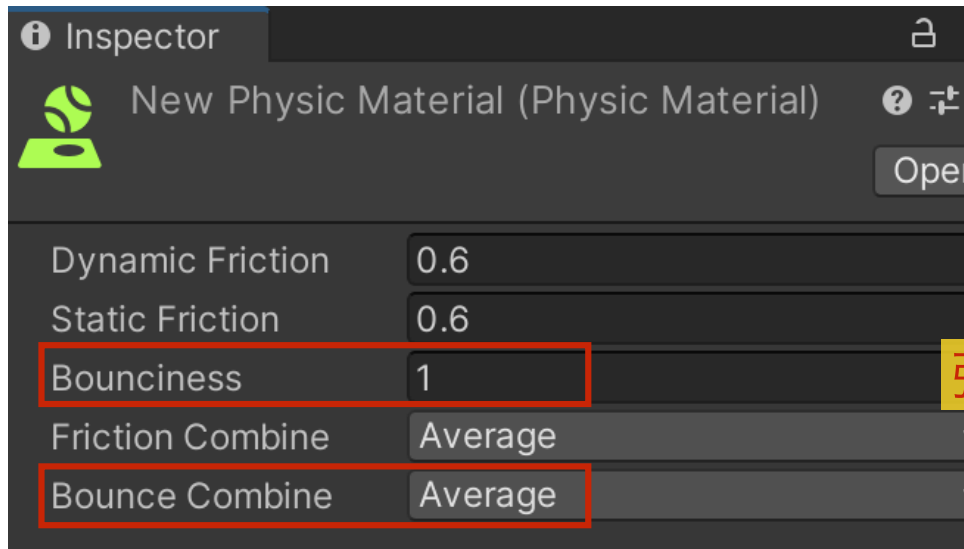 Inspector
New Physic Material (Physic Material)
Dynamic Friction 0.6
Static Friction 0.6
Bounciness 1
Friction Combine Average
Bounce Combine Average